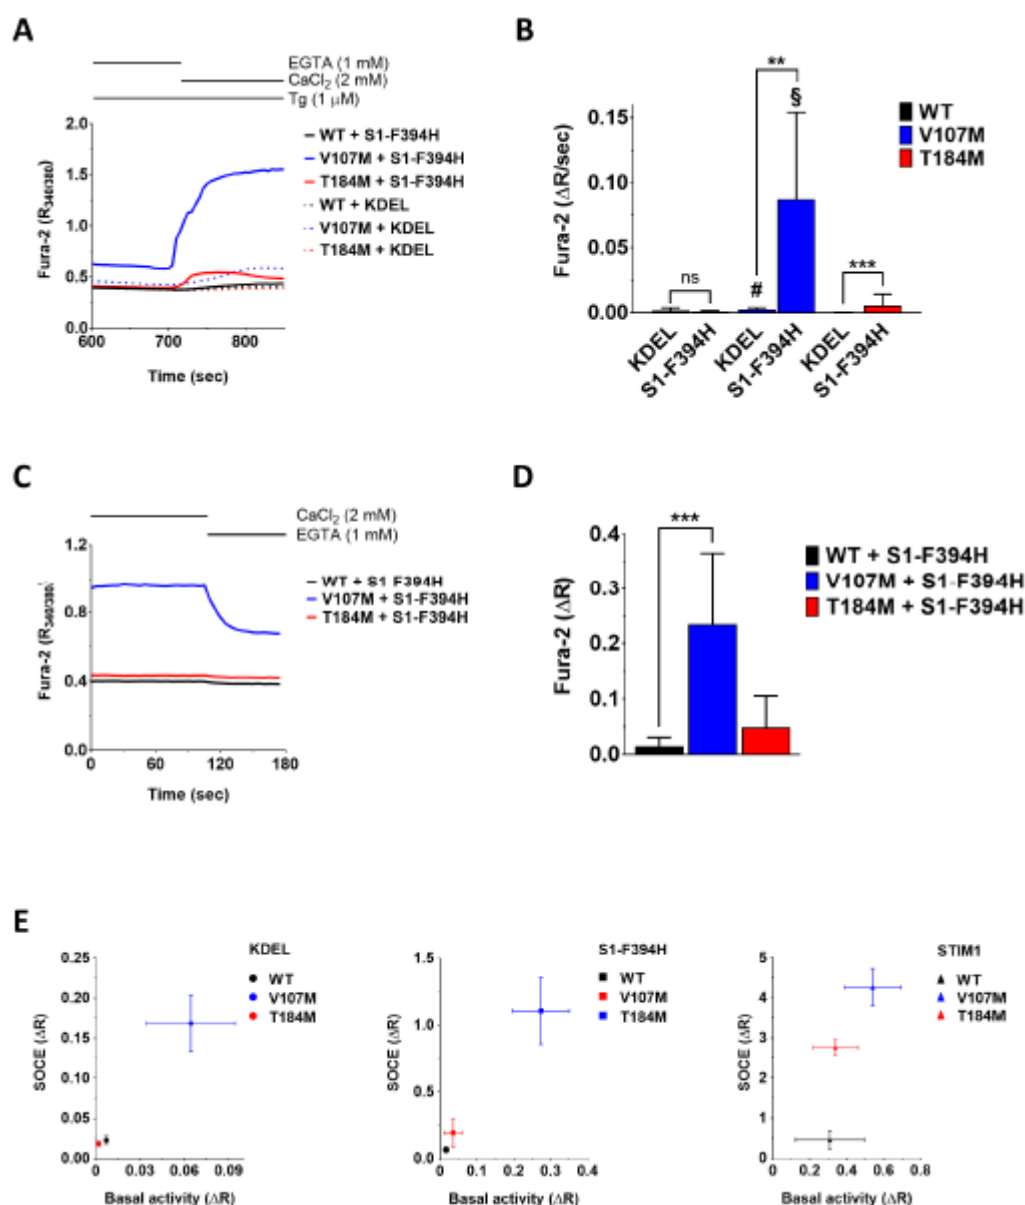 A
EGTA (1 mM)
CaCl2 (2 mM)
Tg (1 µM)
2.0
1.5
1.0
0.5
0.0
Fura-2 (R340/380)
600 700 800
Time (sec)
WT + S1-F394H
V107M + S1-F394H
T184M + S1-F394H
WT + KDEL
V107M + KDEL
T184M + KDEL
B
0.15
0.10
0.05
0.00
Fura-2 (ΔR/sec)
ns
#
**
§
***
KDEL
S1-F394H
KDEL
S1-F394H
KDEL
S1-F394H
WT
V107M
T184M
C
CaCl2 (2 mM)
EGTA (1 mM)
1.2
0.8
0.4
0.0
Fura-2 (R340/380)
0 60 120 180
Time (sec)
WT + S1 F394H
V107M + S1-F394H
T184M + S1-F394H
D
0.4
0.3
0.2
0.1
0.0
Fura-2 (ΔR)
***
WT + S1-F394H
V107M + S1-F394H
T184M + S1-F394H
E
KDEL
WT
V107M
T184M
0.25
0.20
0.15
0.10
0.05
0.00
SOCE (ΔR)
0 0.03 0.06 0.09
Basal activity (ΔR)
S1-F394H
WT
V107M
T184M
1.5
1.0
0.5
0.0
SOCE (ΔR)
0 0.1 0.2 0.3 0.4
Basal activity (ΔR)
STIM1
WT
V107M
T184M
5
4
3
2
1
0
SOCE (ΔR)
0 0.2 0.4 0.6 0.8
Basal activity (ΔR)